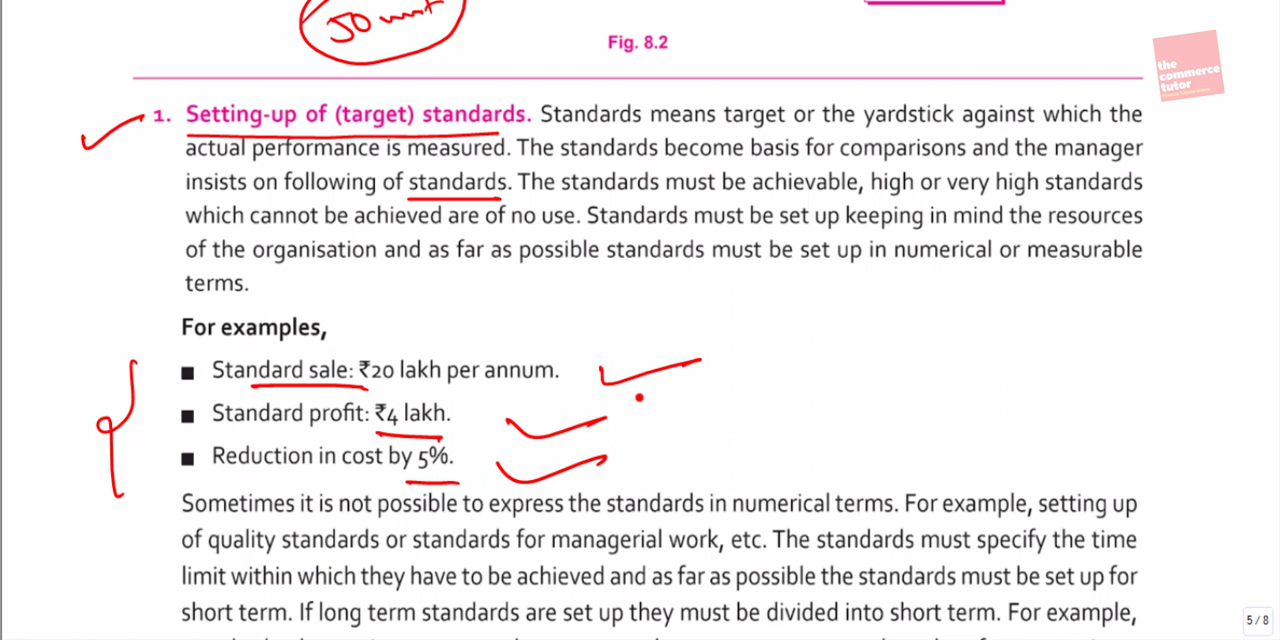 50 unit
Fig. 8.2
the
commerce
tutor
1. Setting-up of (target) standards. Standards means target or the yardstick against which the
actual performance is measured. The standards become basis for comparisons and the manager
insists on following of standards. The standards must be achievable, high or very high standards
which cannot be achieved are of no use. Standards must be set up keeping in mind the resources
of the organisation and as far as possible standards must be set up in numerical or measurable
terms.
For examples,
■ Standard sale: ₹20 lakh per annum.
■ Standard profit: ₹4 lakh.
■ Reduction in cost by 5%.
Sometimes it is not possible to express the standards in numerical terms. For example, setting up
of quality standards or standards for managerial work, etc. The standards must specify the time
limit within which they have to be achieved and as far as possible the standards must be set up for
short term. If long term standards are set up they must be divided into short term. For example,
5 / 8